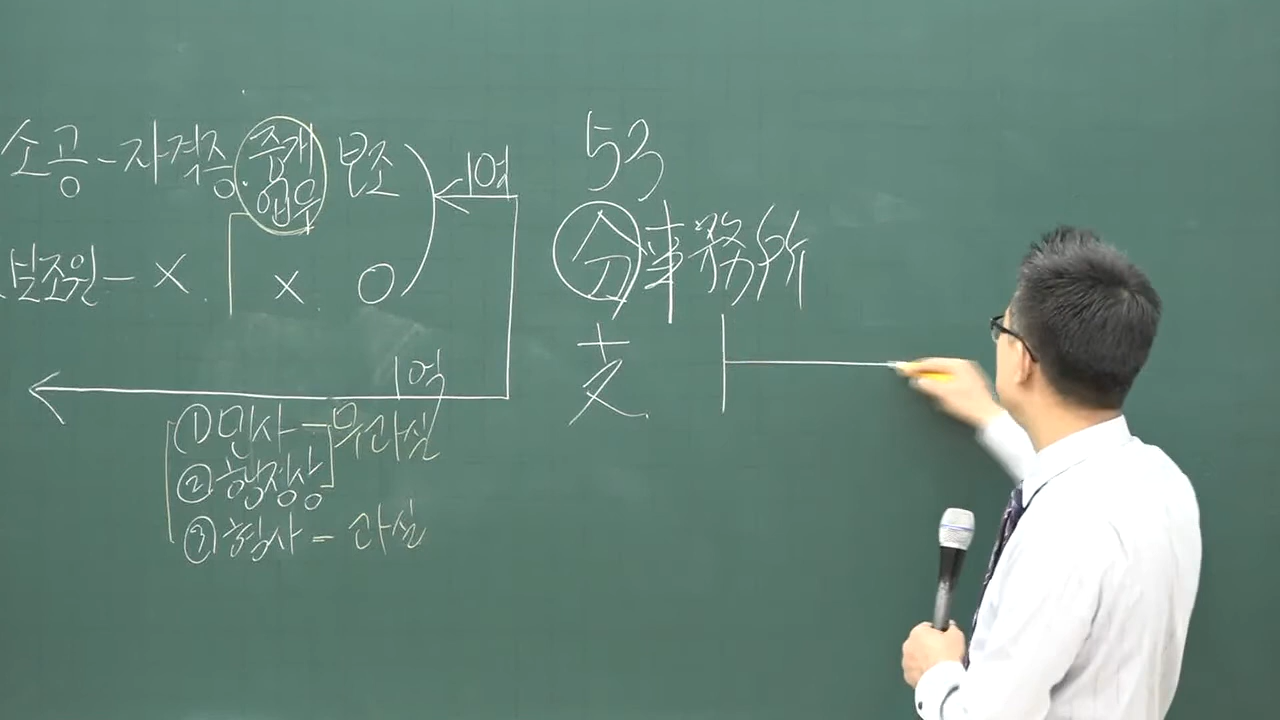 소공-자격증 중개업무 보조 1억
보조원- X X O
1억
①민사-무과실
②행정상
③형사-과실
53
分事務所
支